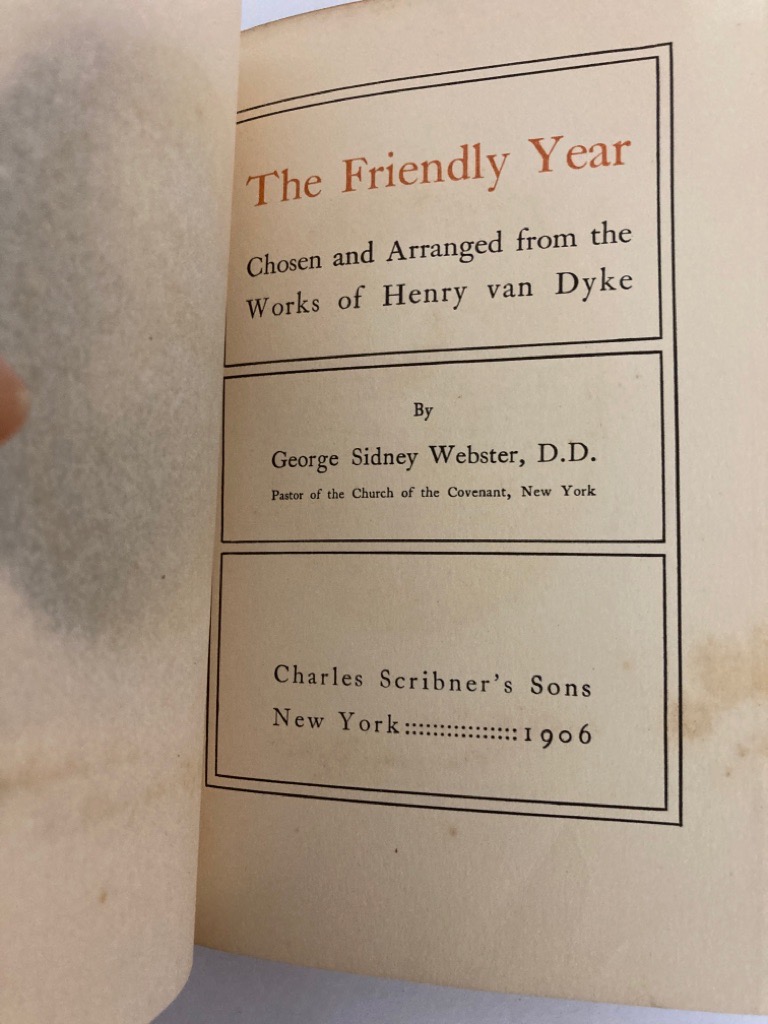 The Friendly Year
Chosen and Arranged from the
Works of Henry van Dyke
By
George Sidney Webster, D.D.
Pastor of the Church of the Covenant, New York
Charles Scribner's Sons
New York::::::::::::::::1906